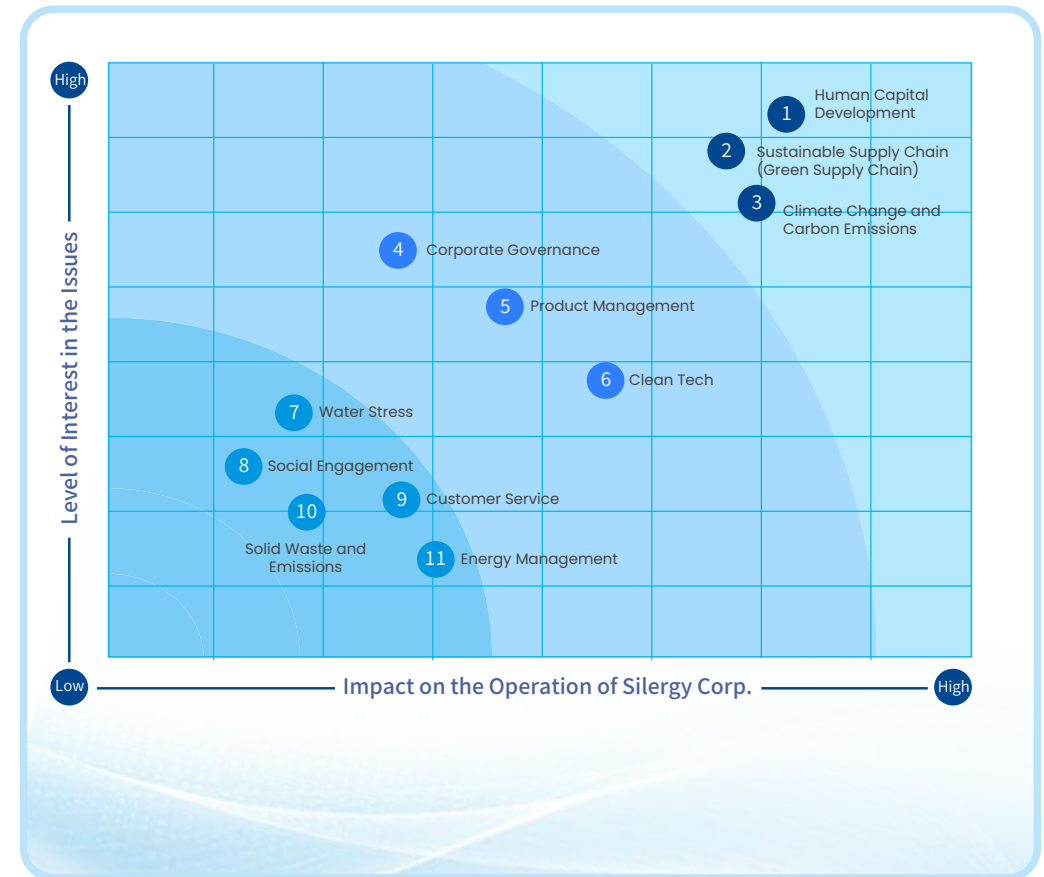 High
Level of Interest in the Issues
1
Human Capital
Development
2
Sustainable Supply Chain
(Green Supply Chain)
3
Climate Change and
Carbon Emissions
4
Corporate Governance
5
Product Management
6
Clean Tech
7
Water Stress
8
Social Engagement
9
Customer Service
10
Solid Waste and
Emissions
11
Energy Management
Low
Impact on the Operation of Silergy Corp.
High